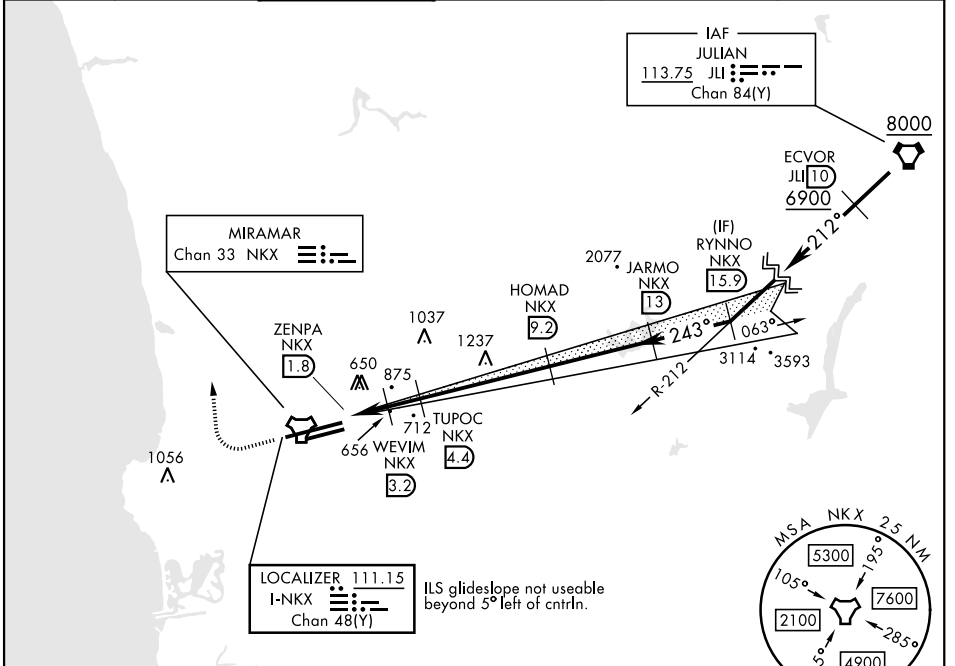 IAF
JULIAN
113.75 JLI
Chan 84(Y)
8000
ECVOR
JLI 10
6900
212°
(IF)
RYNNO
NKX
15.9
2077
JARMO
NKX
13
HOMAD
NKX
9.2
243°
063°
3114
3593
R-212
MIRAMAR
Chan 33 NKX
ZENPA
NKX
1.8
1037
1237
650
875
712
TUPOC
NKX
4.4
656
WEVIM
NKX
3.2
1056
LOCALIZER 111.15
I-NKX
Chan 48(Y)
ILS glideslope not useable
beyond 5° left of cntrln.
MSA NKX 25 NM
5300
195°
105°
7600
2100
285°
4900